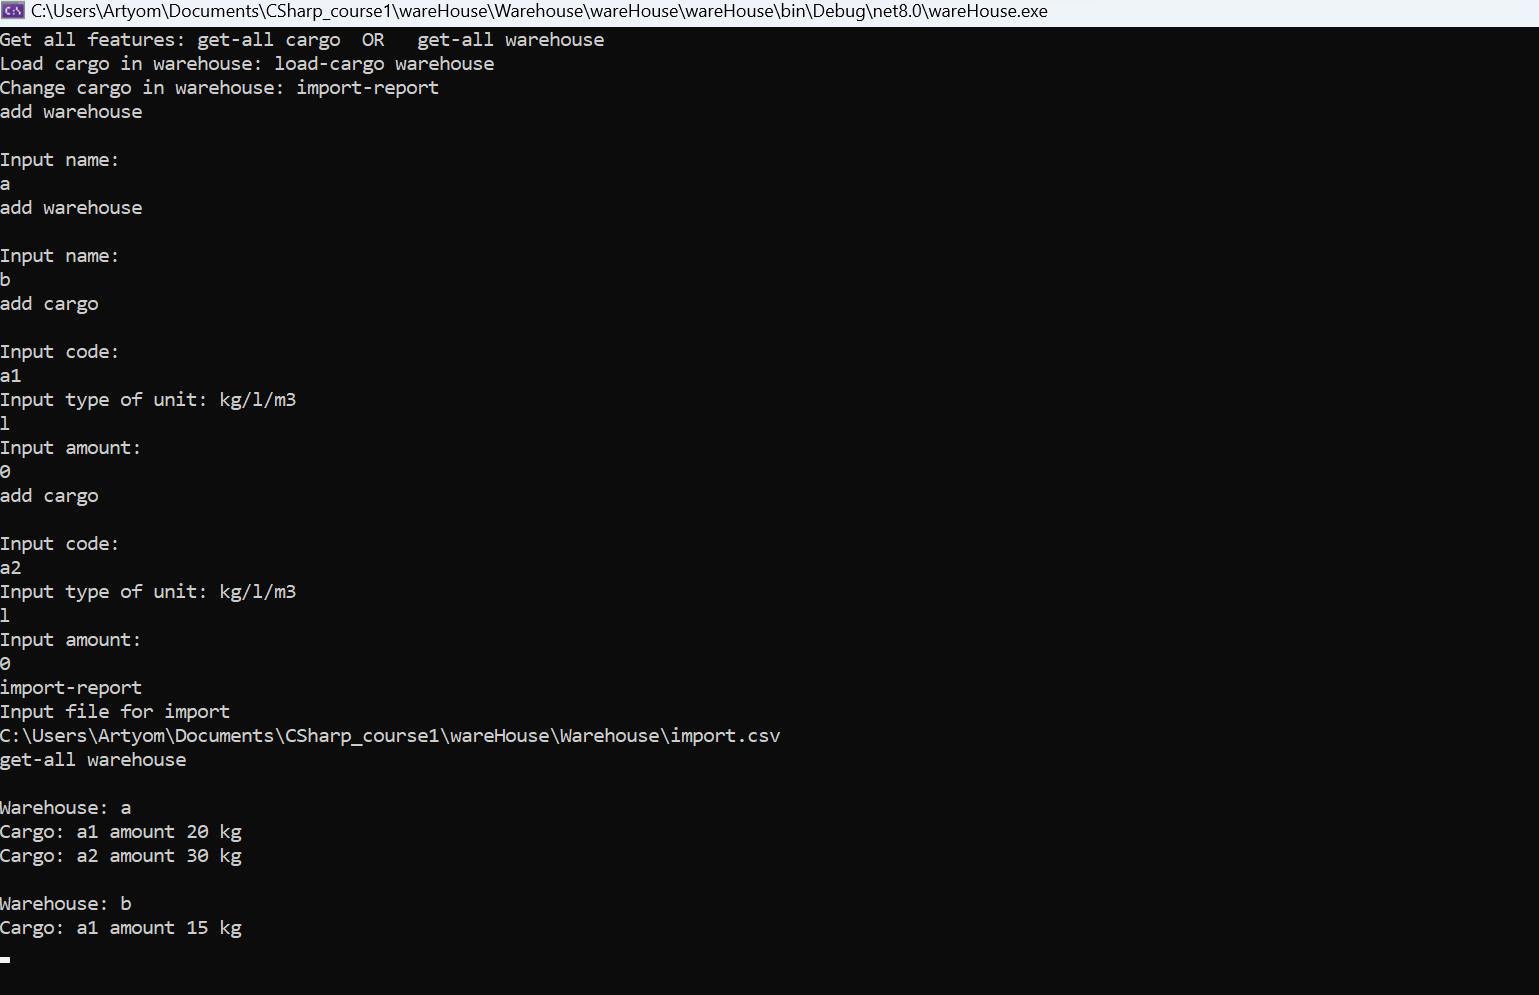 C:\Users\Artyom\Documents\CSharp_course1\wareHouse\Warehouse\wareHouse\wareHouse\bin\Debug\net8.0\wareHouse.exe
Get all features: get-all cargo  OR   get-all warehouse
Load cargo in warehouse: load-cargo warehouse
Change cargo in warehouse: import-report
add warehouse
Input name:
a
add warehouse
Input name:
b
add cargo
Input code:
a1
Input type of unit: kg/l/m3
l
Input amount:
0
add cargo
Input code:
a2
Input type of unit: kg/l/m3
l
Input amount:
0
import-report
Input file for import
C:\Users\Artyom\Documents\CSharp_course1\wareHouse\Warehouse\import.csv
get-all warehouse
Warehouse: a
Cargo: a1 amount 20 kg
Cargo: a2 amount 30 kg
Warehouse: b
Cargo: a1 amount 15 kg